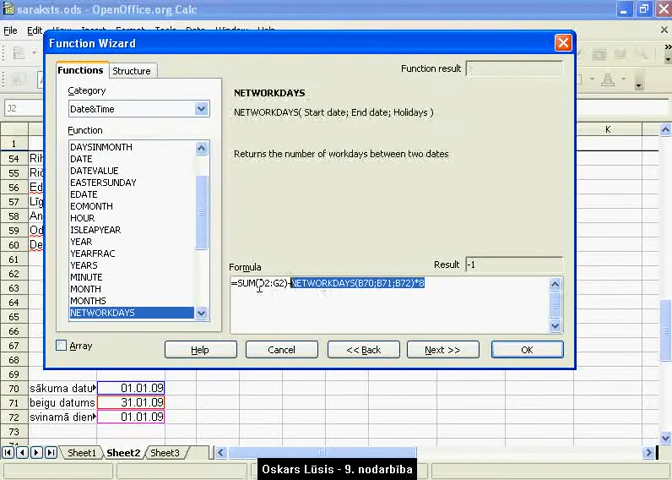 saraksts.ods - OpenOffice.org Calc
Function Wizard
Functions
Structure
Function result
Category
Date&Time
NETWORKDAYS
NETWORKDAYS( Start date; End date; Holidays )
Function
DAYSINMONTH
DATE
DATEVALUE
EASTERSUNDAY
EDATE
EOMONTH
HOUR
ISLEAPYEAR
YEAR
YEARFRAC
YEARS
MINUTE
MONTH
MONTHS
NETWORKDAYS
Returns the number of workdays between two dates
Formula
Result
-1
=SUM(D2:G2)-NETWORKDAYS(B70;B71;B72)*8
Array
Help
Cancel
<< Back
Next >>
OK
J2
K
1
54
55
56
57
58
59
60
63
64
65
66
67
68
69
70 sākuma datu 01.01.09
71 beigu datums 31.01.09
72 svinamā dien 01.01.09
73
Sheet1
Sheet2
Sheet3
Oskars Lūsis - 9. nodarbība